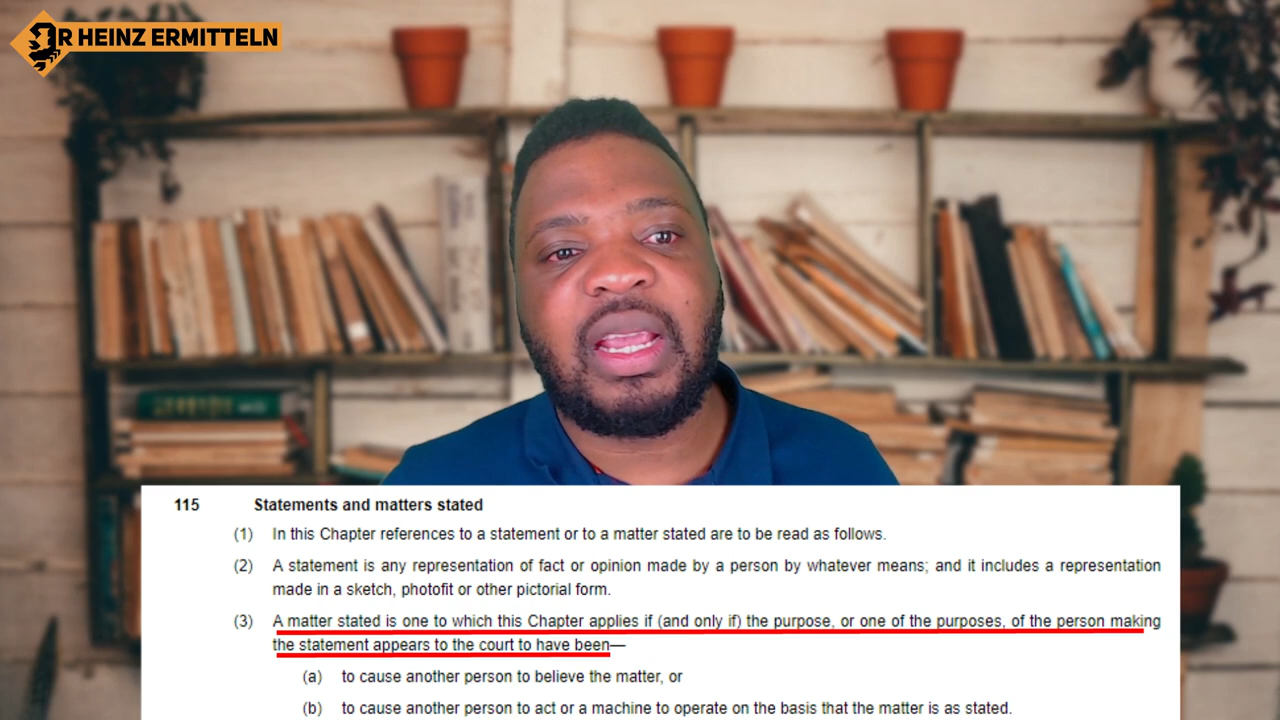 R HEINZ ERMITTELN
115 Statements and matters stated
(1) In this Chapter references to a statement or to a matter stated are to be read as follows.
(2) A statement is any representation of fact or opinion made by a person by whatever means; and it includes a representation
made in a sketch, photofit or other pictorial form.
(3) A matter stated is one to which this Chapter applies if (and only if) the purpose, or one of the purposes, of the person making
the statement appears to the court to have been—
(a) to cause another person to believe the matter, or
(b) to cause another person to act or a machine to operate on the basis that the matter is as stated.